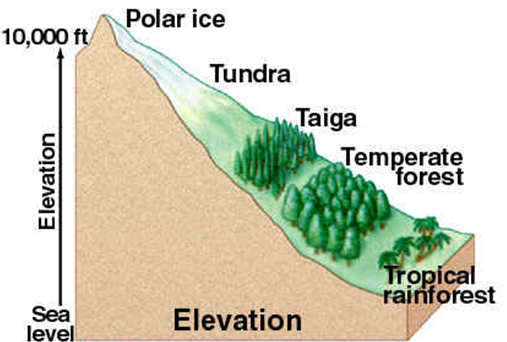 Polar ice
10,000 ft
Tundra
Taiga
Temperate
forest
Elevation
Tropical
rainforest
Sea
level
Elevation